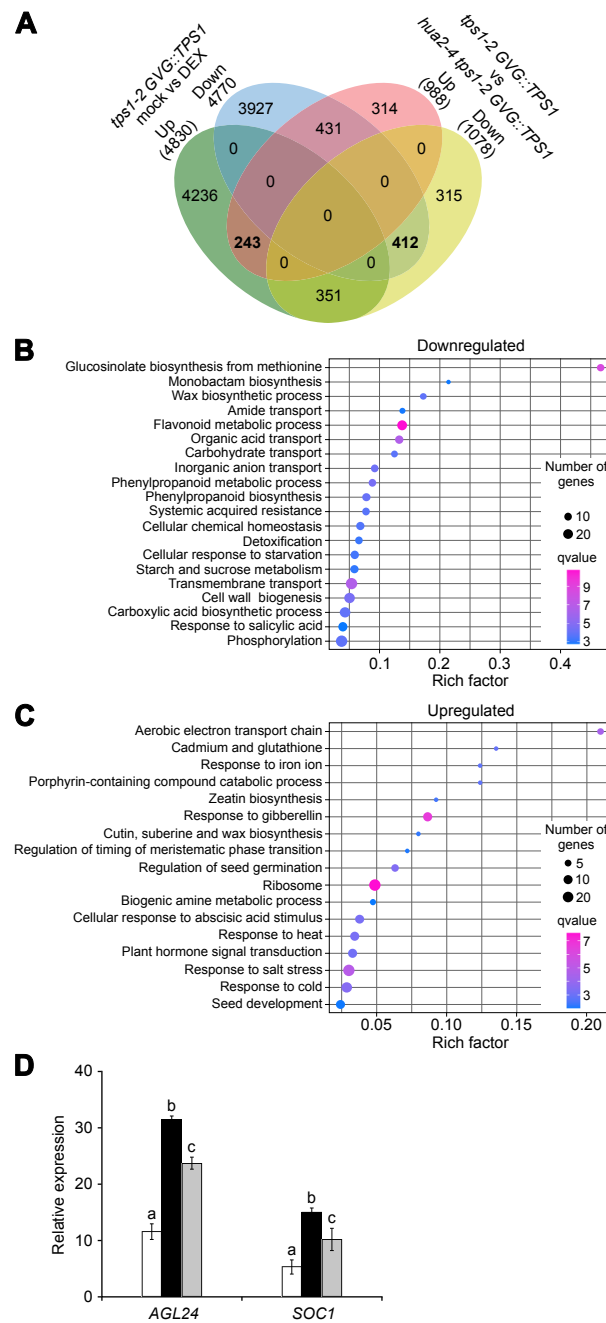 A
tps1-2 GVG::TPS1
mock vs DEX
Up
(4830)
Down
4770
tps1-2 GVG::TPS1
vs
hua2-4 tps1-2 GVG::TPS1
Up
(988)
Down
(1078)
3927
431
314
0
0
0
4236
0
0
315
243
0
0
412
351
B
Downregulated
Glucosinolate biosynthesis from methionine
Monobactam biosynthesis
Wax biosynthetic process
Amide transport
Flavonoid metabolic process
Organic acid transport
Carbohydrate transport
Inorganic anion transport
Phenylpropanoid metabolic process
Phenylpropanoid biosynthesis
Systemic acquired resistance
Cellular chemical homeostasis
Detoxification
Cellular response to starvation
Starch and sucrose metabolism
Transmembrane transport
Cell wall biogenesis
Carboxylic acid biosynthetic process
Response to salicylic acid
Phosphorylation
Number of
genes
10
20
qvalue
9
7
5
3
0.1 0.2 0.3 0.4
Rich factor
C
Upregulated
Aerobic electron transport chain
Cadmium and glutathione
Response to iron ion
Porphyrin-containing compound catabolic process
Zeatin biosynthesis
Response to gibberellin
Cutin, suberine and wax biosynthesis
Regulation of timing of meristematic phase transition
Regulation of seed germination
Ribosome
Biogenic amine metabolic process
Cellular response to abscisic acid stimulus
Response to heat
Plant hormone signal transduction
Response to salt stress
Response to cold
Seed development
Number of
genes
5
10
20
qvalue
7
5
3
0.05 0.10 0.15 0.20
Rich factor
D
Relative expression
40
30
20
10
0
a b c
a b c
AGL24 SOC1